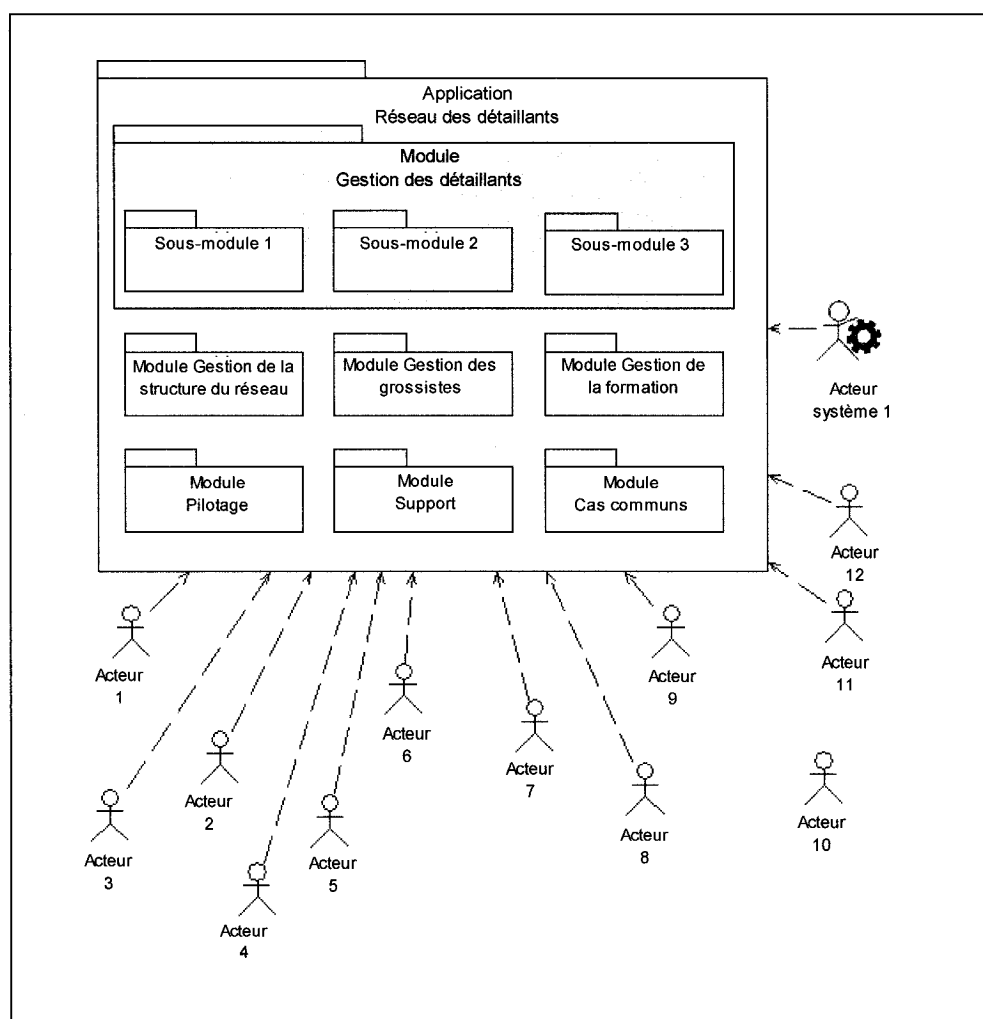 Application
Réseau des détaillants
Module
Gestion des détaillants
Sous-module 1
Sous-module 2
Sous-module 3
Module Gestion de la
structure du réseau
Module Gestion des
grossistes
Module Gestion de
la formation
Module
Pilotage
Module
Support
Module
Cas communs
Acteur
système 1
Acteur
12
Acteur
11
Acteur
1
Acteur
9
Acteur
6
Acteur
2
Acteur
7
Acteur
3
Acteur
5
Acteur
8
Acteur
10
Acteur
4